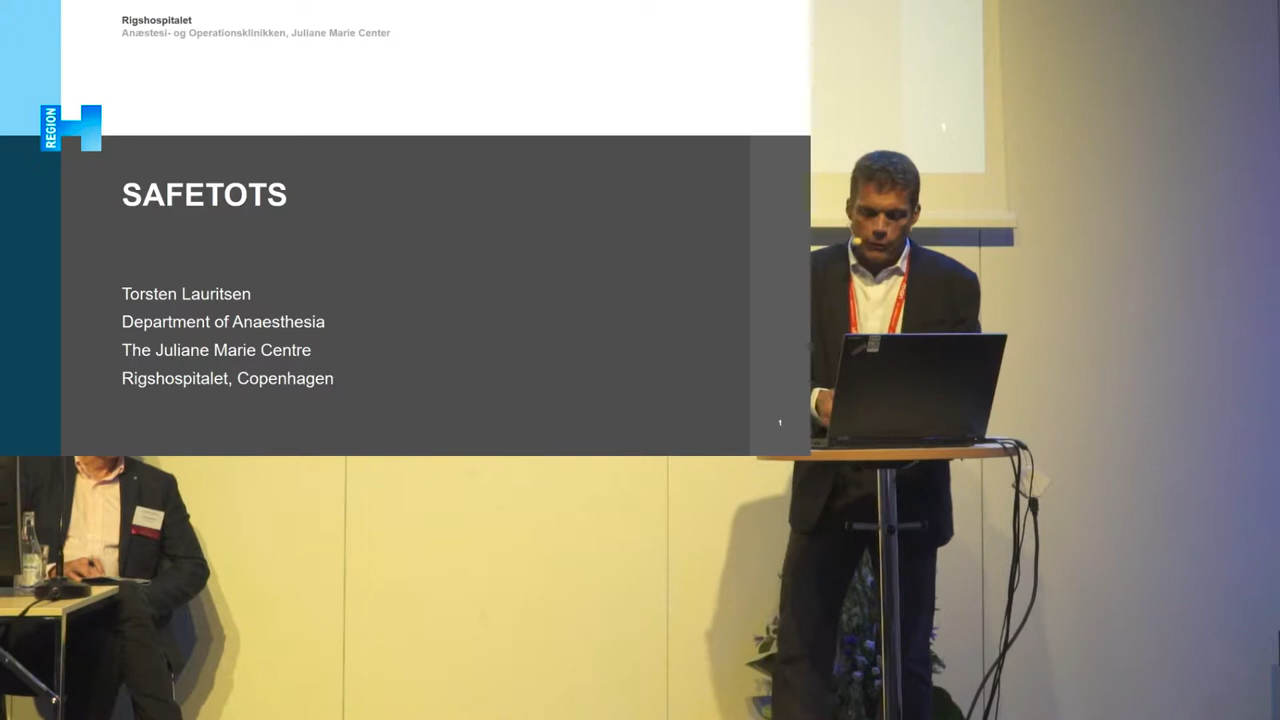 Rigshospitalet
Anæstesi- og Operationsklinikken, Juliane Marie Center
REGION
H
SAFETOTS
Torsten Lauritsen
Department of Anaesthesia
The Juliane Marie Centre
Rigshospitalet, Copenhagen
1